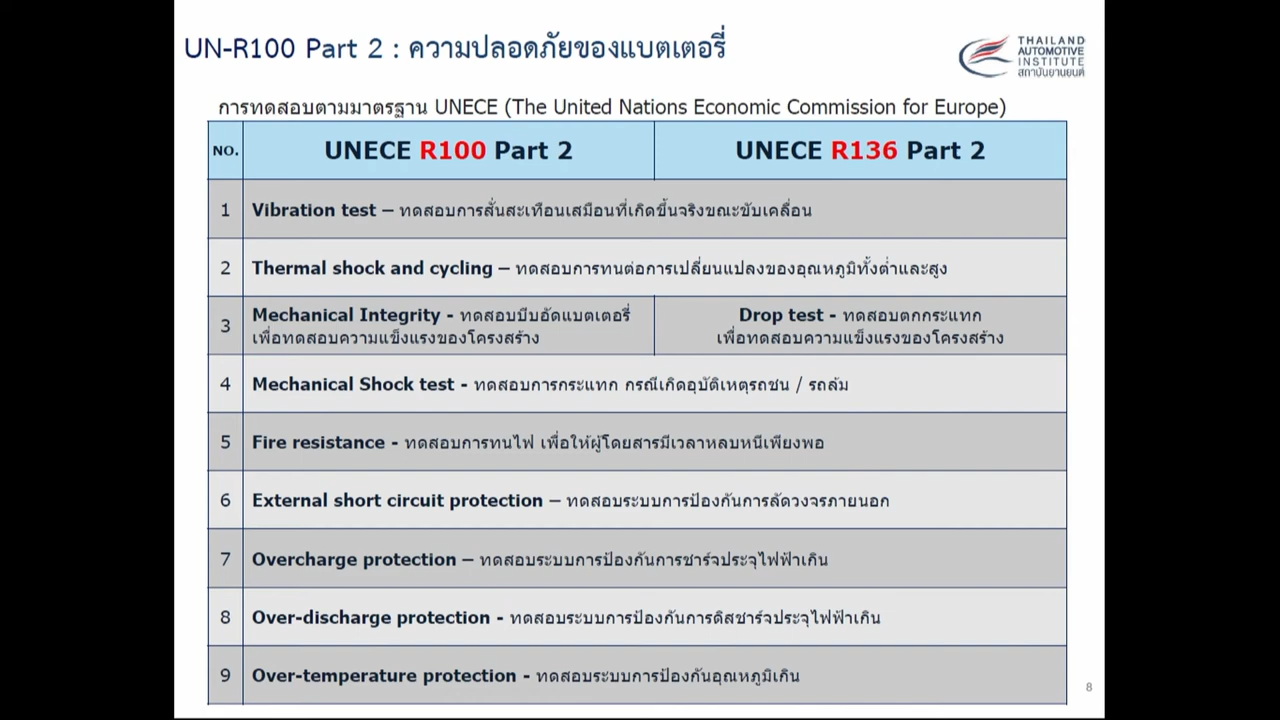 UN-R100 Part 2 : ความปลอดภัยของแบตเตอรี่
THAILAND
AUTOMOTIVE
INSTITUTE
สถาบันยานยนต์
การทดสอบตามมาตรฐาน UNECE (The United Nations Economic Commission for Europe)
NO. UNECE R100 Part 2 UNECE R136 Part 2
1 Vibration test – ทดสอบการสั่นสะเทือนเสมือนที่เกิดขึ้นจริงขณะขับเคลื่อน
2 Thermal shock and cycling – ทดสอบการทนต่อการเปลี่ยนแปลงของอุณหภูมิทั้งต่ำและสูง
3 Mechanical Integrity - ทดสอบบีบอัดแบตเตอรี่
เพื่อทดสอบความแข็งแรงของโครงสร้าง
Drop test - ทดสอบตกกระแทก
เพื่อทดสอบความแข็งแรงของโครงสร้าง
4 Mechanical Shock test - ทดสอบการกระแทก กรณีเกิดอุบัติเหตุรถชน / รถล้ม
5 Fire resistance - ทดสอบการทนไฟ เพื่อให้ผู้โดยสารมีเวลาหลบหนีเพียงพอ
6 External short circuit protection – ทดสอบระบบการป้องกันการลัดวงจรภายนอก
7 Overcharge protection – ทดสอบระบบการป้องกันการชาร์จประจุไฟฟ้าเกิน
8 Over-discharge protection - ทดสอบระบบการป้องกันการดิสชาร์จประจุไฟฟ้าเกิน
9 Over-temperature protection - ทดสอบระบบการป้องกันอุณหภูมิเกิน
8